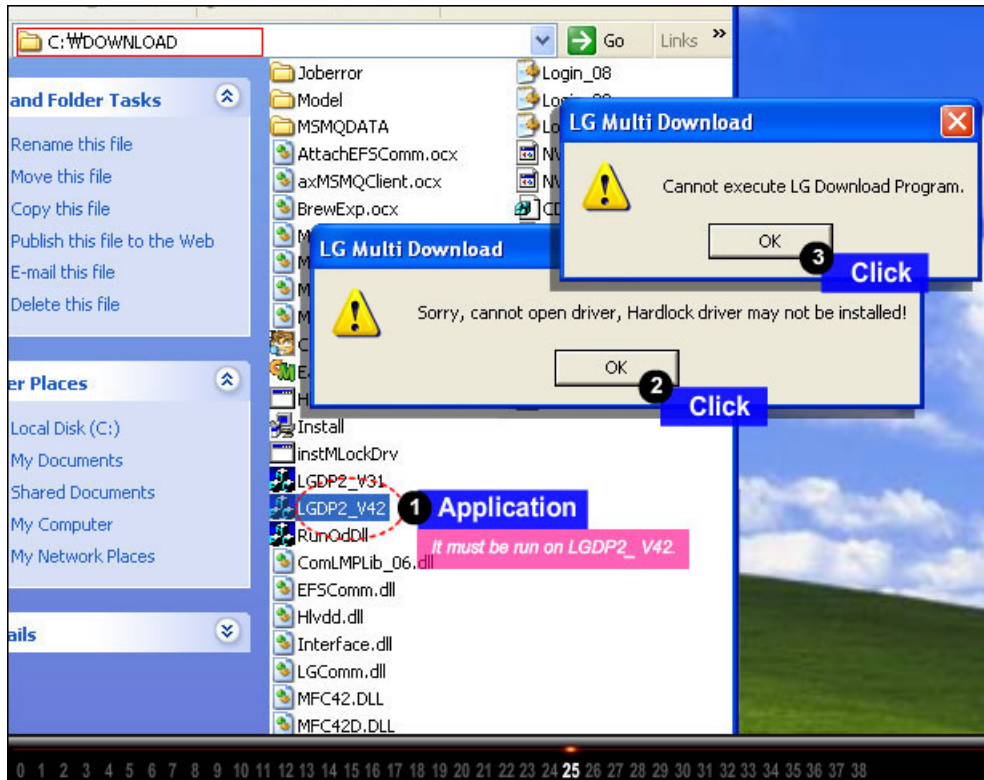 C:₩DOWNLOAD
Go
Links
and Folder Tasks
Rename this file
Move this file
Copy this file
Publish this file to the Web
E-mail this file
Delete this file
er Places
Local Disk (C:)
My Documents
Shared Documents
My Computer
My Network Places
ails
Joberror
Model
MSMQDATA
AttachEFSComm.ocx
axMSMQClient.ocx
BrewExp.ocx
Install
instMLockDrv
LGDP2_V31
LGDP2_V42
RunOdDll
ComLMPLib_06.dll
EFSComm.dll
Hlvdd.dll
Interface.dll
LGComm.dll
MFC42.DLL
MFC42D.DLL
Login_08
LG Multi Download
Cannot execute LG Download Program.
OK
3
Click
LG Multi Download
Sorry, cannot open driver, Hardlock driver may not be installed!
OK
2
Click
1 Application
It must be run on LGDP2_ V42.
0 1 2 3 4 5 6 7 8 9 10 11 12 13 14 15 16 17 18 19 20 21 22 23 24 25 26 27 28 29 30 31 32 33 34 35 36 37 38